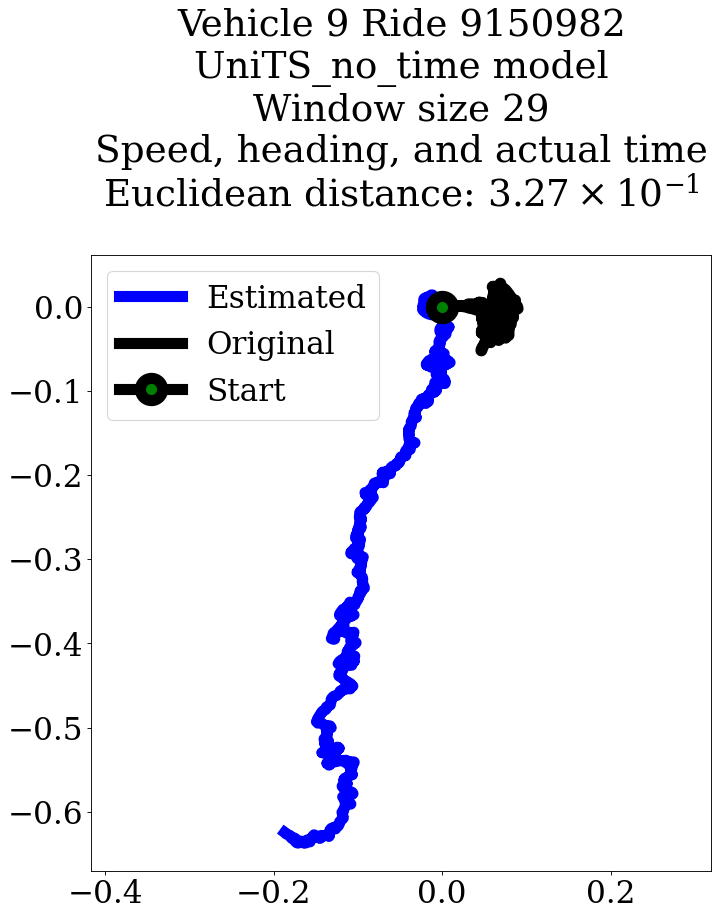 Vehicle 9 Ride 9150982
UniTS_no_time model
Window size 29
Speed, heading, and actual time
Euclidean distance: 3.27 × 10⁻¹
Estimated
Original
Start
0.0
−0.1
−0.2
−0.3
−0.4
−0.5
−0.6
−0.4 −0.2 0.0 0.2